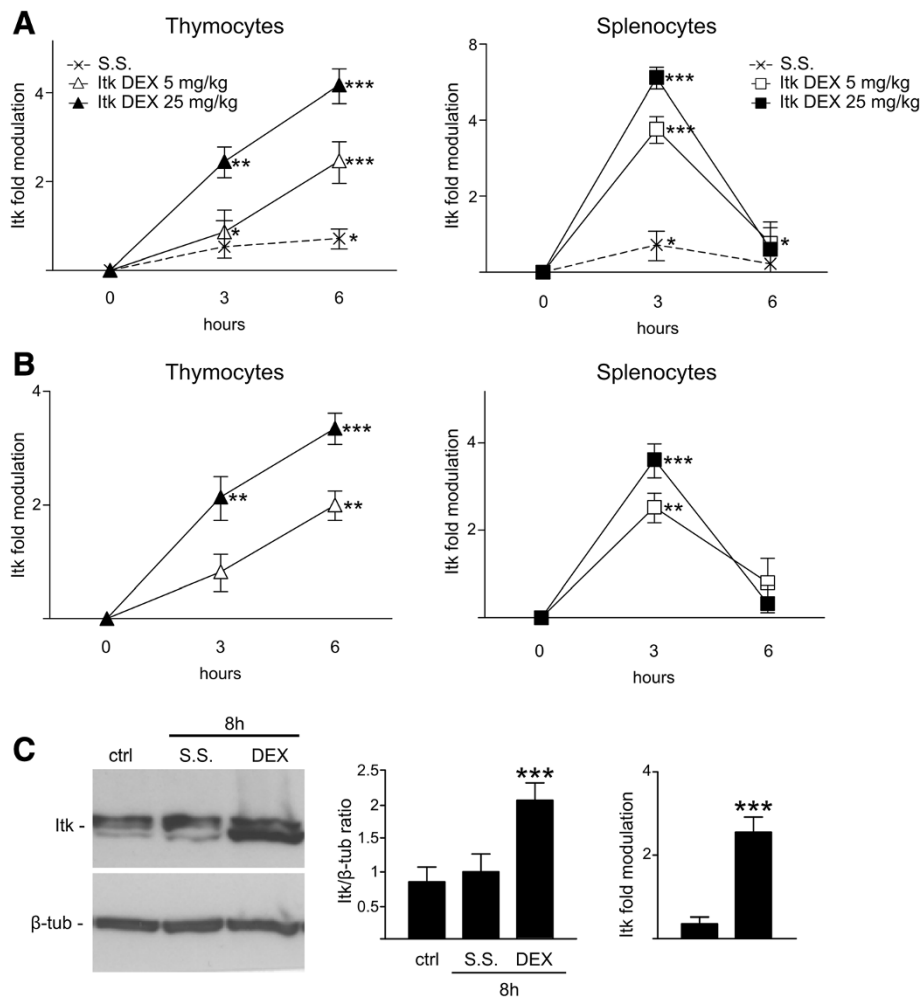 A
Thymocytes
Itk fold modulation
4
2
S.S.
Itk DEX 5 mg/kg
Itk DEX 25 mg/kg
***
**
***
*
*
0 3 6
hours
Splenocytes
Itk fold modulation
8
4
2
S.S.
Itk DEX 5 mg/kg
Itk DEX 25 mg/kg
***
***
*
*
0 3 6
hours
B
Thymocytes
Itk fold modulation
4
2
***
**
**
0 3 6
hours
Splenocytes
Itk fold modulation
4
2
***
**
0 3 6
hours
C
8h
ctrl S.S. DEX
Itk -
β-tub -
Itk/β-tub ratio
2.5
2
1
0.5
***
ctrl S.S. DEX
8h
Itk fold modulation
4
2
***